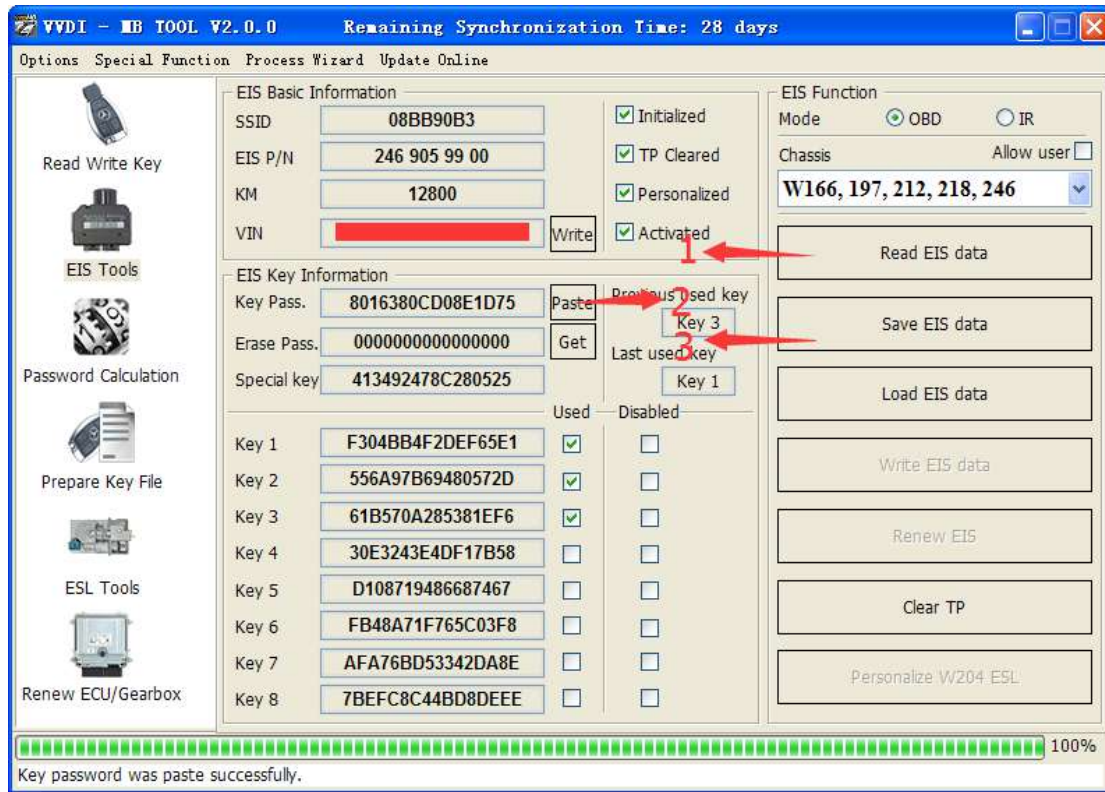 VVDI - MB TOOL V2.0.0 Remaining Synchronization Time: 28 days
Options Special Function Process Wizard Update Online
Read Write Key
EIS Tools
Password Calculation
Prepare Key File
ESL Tools
Renew ECU/Gearbox
EIS Basic Information
SSID 08BB90B3
EIS P/N 246 905 99 00
KM 12800
VIN Write
Initialized
TP Cleared
Personalized
Activated
1
EIS Key Information
Key Pass. 8016380CD08E1D75 Paste
Erase Pass. 0000000000000000 Get
Special key 413492478C280525
Previous used key
2
Key 3
3
Last used key
Key 1
Used Disabled
Key 1 F304BB4F2DEF65E1
Key 2 556A97B69480572D
Key 3 61B570A285381EF6
Key 4 30E3243E4DF17B58
Key 5 D108719486687467
Key 6 FB48A71F765C03F8
Key 7 AFA76BD53342DA8E
Key 8 7BEFC8C44BD8DEEE
EIS Function
Mode OBD IR
Chassis Allow user
W166, 197, 212, 218, 246
Read EIS data
Save EIS data
Load EIS data
Write EIS data
Renew EIS
Clear TP
Personalize W204 ESL
100%
Key password was paste successfully.